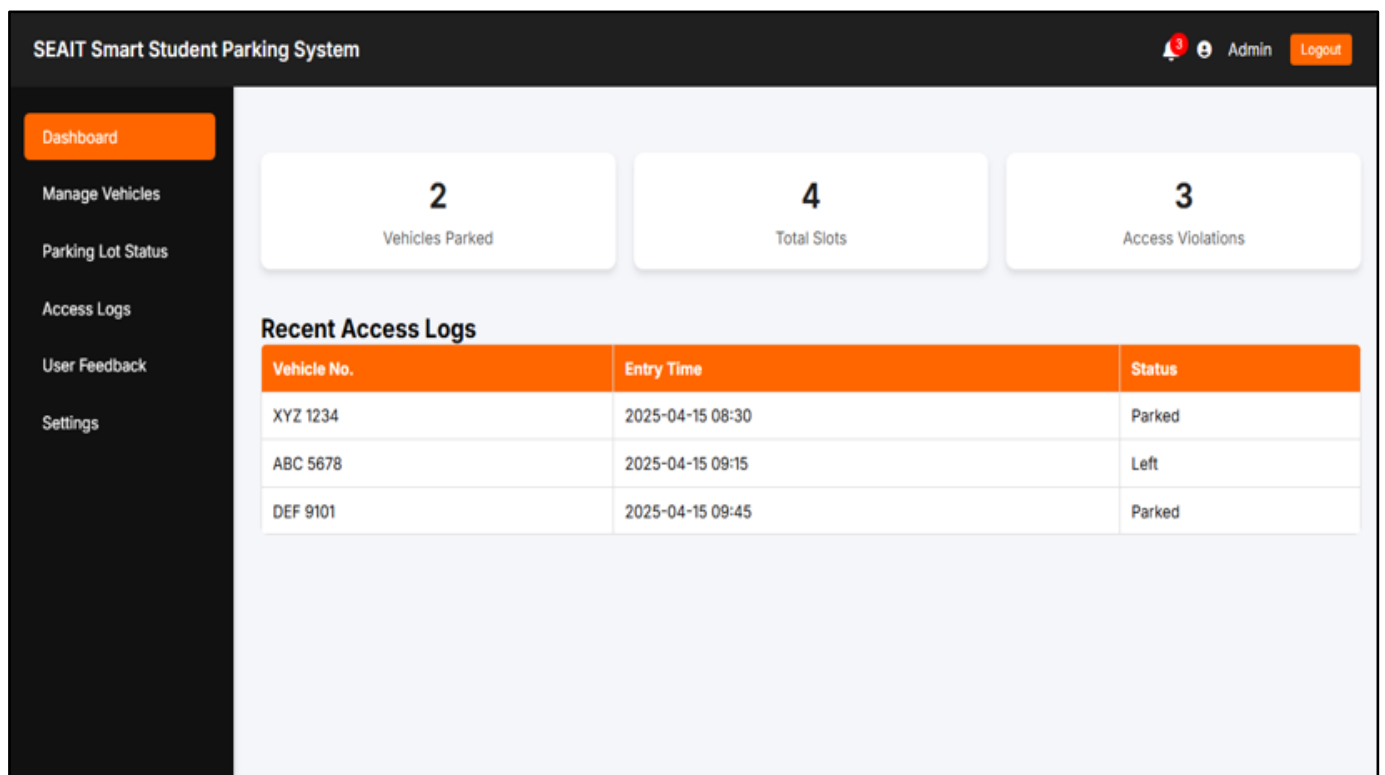 SEAIT Smart Student Parking System
3
Admin
Logout
Dashboard
Manage Vehicles
Parking Lot Status
Access Logs
User Feedback
Settings
2
Vehicles Parked
4
Total Slots
3
Access Violations
Recent Access Logs
Vehicle No. Entry Time Status
XYZ 1234 2025-04-15 08:30 Parked
ABC 5678 2025-04-15 09:15 Left
DEF 9101 2025-04-15 09:45 Parked